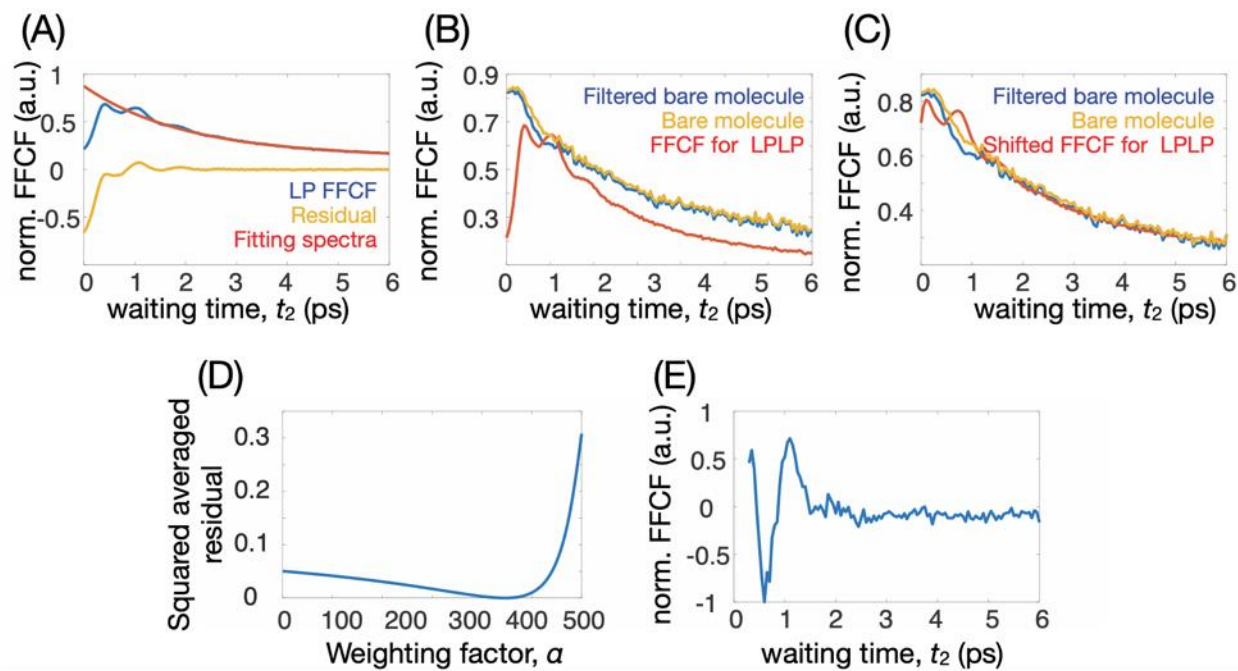 (A)
norm. FFCF (a.u.)
1
0.5
0
-0.5
LP FFCF
Residual
Fitting spectra
0 1 2 3 4 5 6
waiting time, t₂ (ps)
(B)
norm. FFCF (a.u.)
0.9
0.7
0.5
0.3
Filtered bare molecule
Bare molecule
FFCF for LPLP
0 1 2 3 4 5 6
waiting time, t₂ (ps)
(C)
norm. FFCF (a.u.)
0.8
0.6
0.4
Filtered bare molecule
Bare molecule
Shifted FFCF for LPLP
0 1 2 3 4 5 6
waiting time, t₂ (ps)
(D)
Squared averaged
residual
0.3
0.2
0.1
0
0 100 200 300 400 500
Weighting factor, α
(E)
norm. FFCF (a.u.)
1
0.5
0
-0.5
-1
0 1 2 3 4 5 6
waiting time, t₂ (ps)